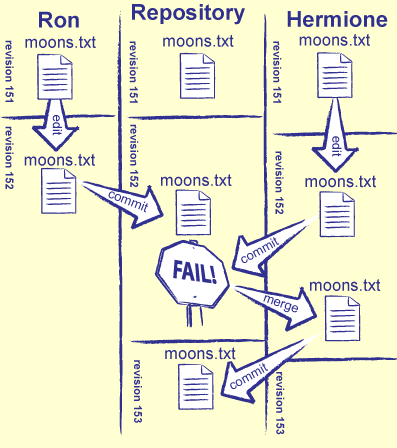 Ron
Repository
Hermione
revision 151
moons.txt
revision 151
moons.txt
revision 151
moons.txt
edit
edit
revision 152
moons.txt
revision 152
moons.txt
revision 152
moons.txt
commit
commit
FAIL!
merge
moons.txt
revision 153
moons.txt
commit
revision 153